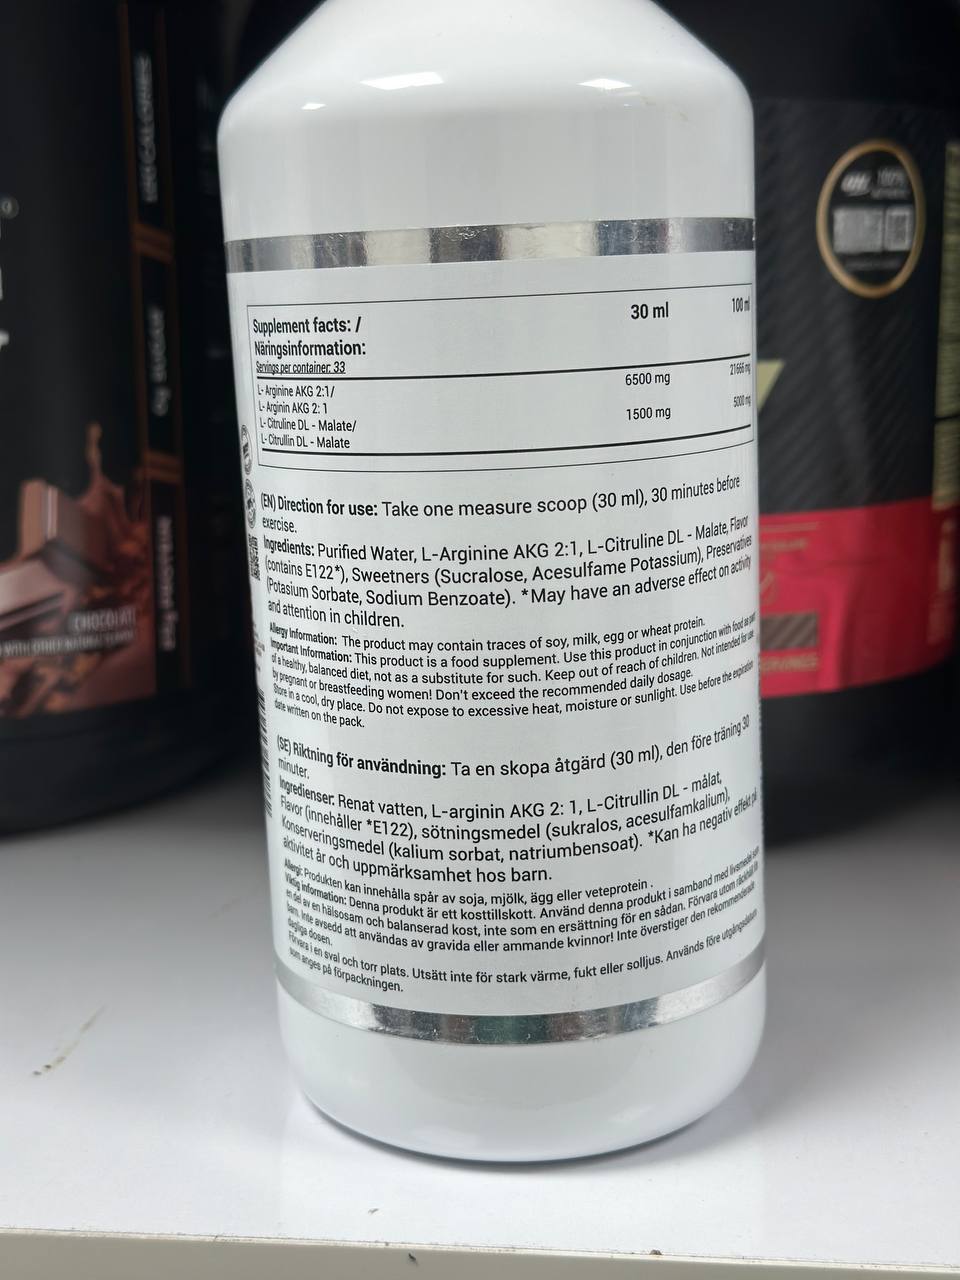 Supplement facts: / 30 ml 100 ml
Näringsinformation:
Servings per container: 33
L- Arginine AKG 2:1/ 6500 mg 21666 mg
L- Arginin AKG 2: 1
L- Citruline DL - Malate/ 1500 mg 5000 mg
L- Citrullin DL - Malate
(EN) Direction for use: Take one measure scoop (30 ml), 30 minutes before
exercise.
Ingredients: Purified Water, L-Arginine AKG 2:1, L-Citruline DL - Malate, Flavor
(contains E122*), Sweetners (Sucralose, Acesulfame Potassium), Preservatives
(Potasium Sorbate, Sodium Benzoate). *May have an adverse effect on activity
and attention in children.
Allergy Information: The product may contain traces of soy, milk, egg or wheat protein.
Important Information: This product is a food supplement. Use this product in conjunction with food as part
of a healthy, balanced diet, not as a substitute for such. Keep out of reach of children. Not intended for use
by pregnant or breastfeeding women! Don't exceed the recommended daily dosage.
Store in a cool, dry place. Do not expose to excessive heat, moisture or sunlight. Use before the expiration
date written on the pack.
(SE) Riktning för användning: Ta en skopa åtgärd (30 ml), den före träning 30
minuter.
Ingredienser: Renat vatten, L-arginin AKG 2: 1, L-Citrullin DL - målat,
Flavor (innehåller *E122), sötningsmedel (sukralos, acesulfamkalium),
Konserveringsmedel (kalium sorbat, natriumbensoat). *Kan ha negativ effekt på
aktivitet år och uppmärksamhet hos barn.
Allergi: Produkten kan innehålla spår av soja, mjölk, ägg eller veteprotein .
Viktig information: Denna produkt är ett kosttillskott. Använd denna produkt i samband med livsmedel som
en del av en hälsosam och balanserad kost, inte som en ersättning för en sådan. Förvara utom räckhåll för
barn. Inte avsedd att användas av gravida eller ammande kvinnor! Inte överstiger den rekommenderade
dagliga dosen.
Förvara i en sval och torr plats. Utsätt inte för stark värme, fukt eller solljus. Används före utgångsdatum
som anges på förpackningen.
CHOCOLATE
100%